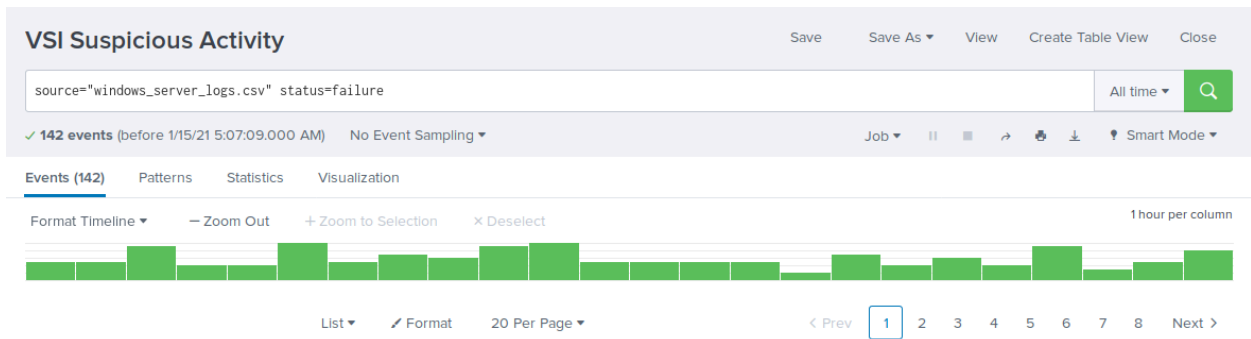 VSI Suspicious Activity Save Save As View Create Table View Close
source="windows_server_logs.csv" status=failure All time
142 events (before 1/15/21 5:07:09.000 AM) No Event Sampling Job Smart Mode
Events (142) Patterns Statistics Visualization
Format Timeline — Zoom Out + Zoom to Selection × Deselect 1 hour per column
List Format 20 Per Page < Prev 1 2 3 4 5 6 7 8 Next >